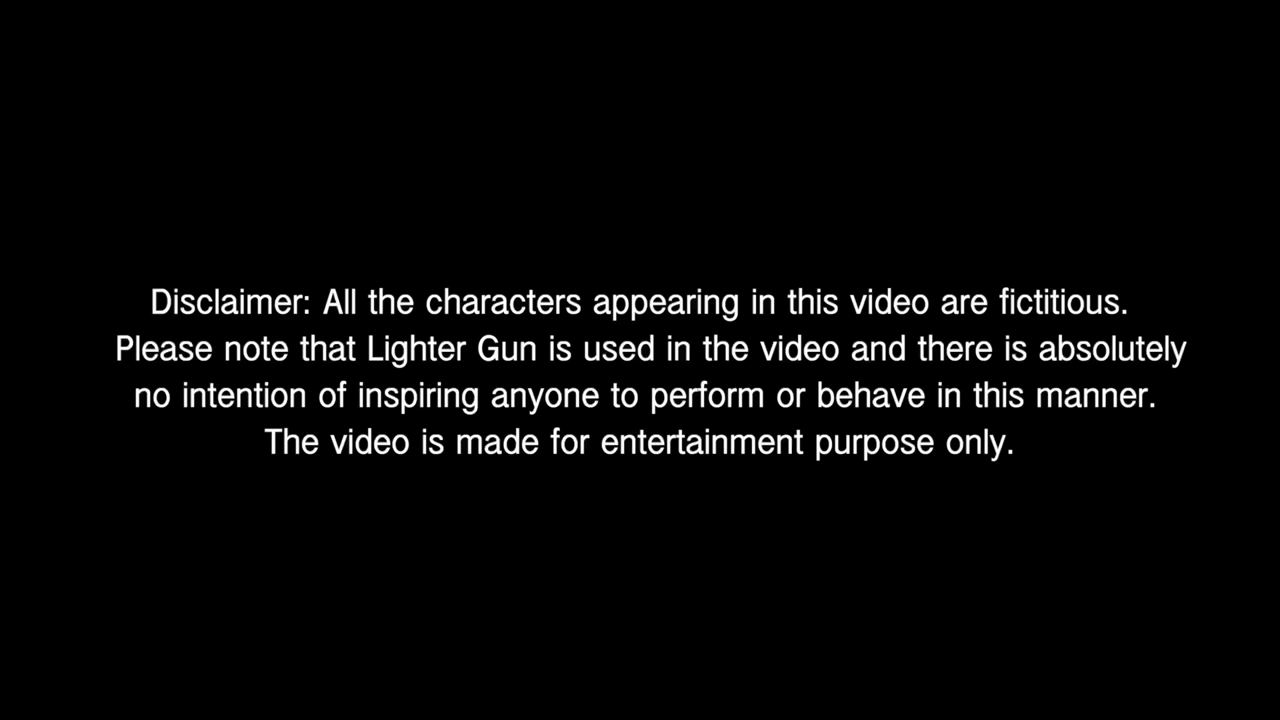 Disclaimer: All the characters appearing in this video are fictitious.
Please note that Lighter Gun is used in the video and there is absolutely
no intention of inspiring anyone to perform or behave in this manner.
The video is made for entertainment purpose only.